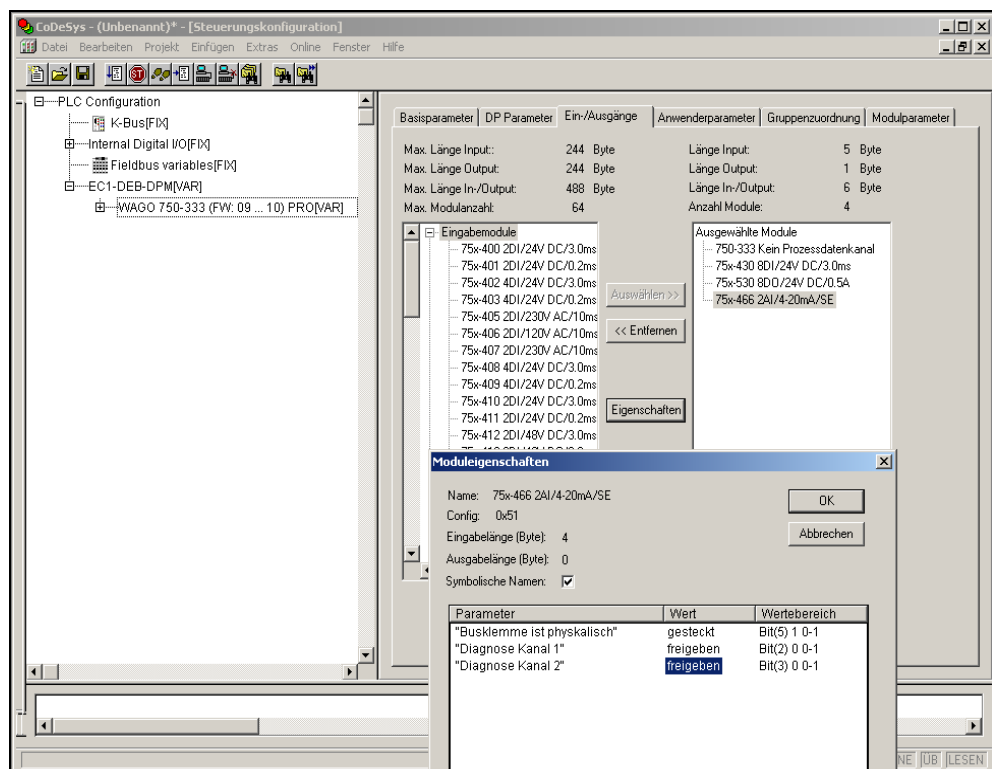 CoDeSys - (Unbenannt)* - [Steuerungskonfiguration]
Datei Bearbeiten Projekt Einfügen Extras Online Fenster Hilfe
PLC Configuration
K-Bus[FIX]
Internal Digital I/O[FIX]
Fieldbus variables[FIX]
EC1-DEB-DPM[VAR]
WAGO 750-333 (FW: 09 ... 10) PRO[VAR]
Basisparameter DP Parameter Ein-/Ausgänge Anwenderparameter Gruppenzuordnung Modulparameter
Max. Länge Input:: 244 Byte Länge Input: 5 Byte
Max. Länge Output: 244 Byte Länge Output: 1 Byte
Max. Länge In-/Output: 488 Byte Länge In-/Output: 6 Byte
Max. Modulanzahl: 64 Anzahl Module: 4
Eingabemodule
75x-400 2DI/24V DC/3.0ms
75x-401 2DI/24V DC/0.2ms
75x-402 4DI/24V DC/3.0ms
75x-403 4DI/24V DC/0.2ms
75x-405 2DI/230V AC/10ms
75x-406 2DI/120V AC/10ms
75x-407 2DI/230V AC/10ms
75x-408 4DI/24V DC/3.0ms
75x-409 4DI/24V DC/0.2ms
75x-410 2DI/24V DC/3.0ms
75x-411 2DI/24V DC/0.2ms
75x-412 2DI/48V DC/3.0ms
Auswählen >>
<< Entfernen
Eigenschaften
Ausgewählte Module
750-333 Kein Prozessdatenkanal
75x-430 8DI/24V DC/3.0ms
75x-530 8DO/24V DC/0.5A
75x-466 2AI/4-20mA/SE
Moduleigenschaften
Name: 75x-466 2AI/4-20mA/SE
Config: 0x51
Eingabelänge (Byte): 4
Ausgabelänge (Byte): 0
Symbolische Namen:
OK
Abbrechen
Parameter Wert Wertebereich
"Busklemme ist physkalisch" gesteckt Bit(5) 1 0-1
"Diagnose Kanal 1" freigeben Bit(2) 0 0-1
"Diagnose Kanal 2" freigeben Bit(3) 0 0-1
NE ÜB LESEN